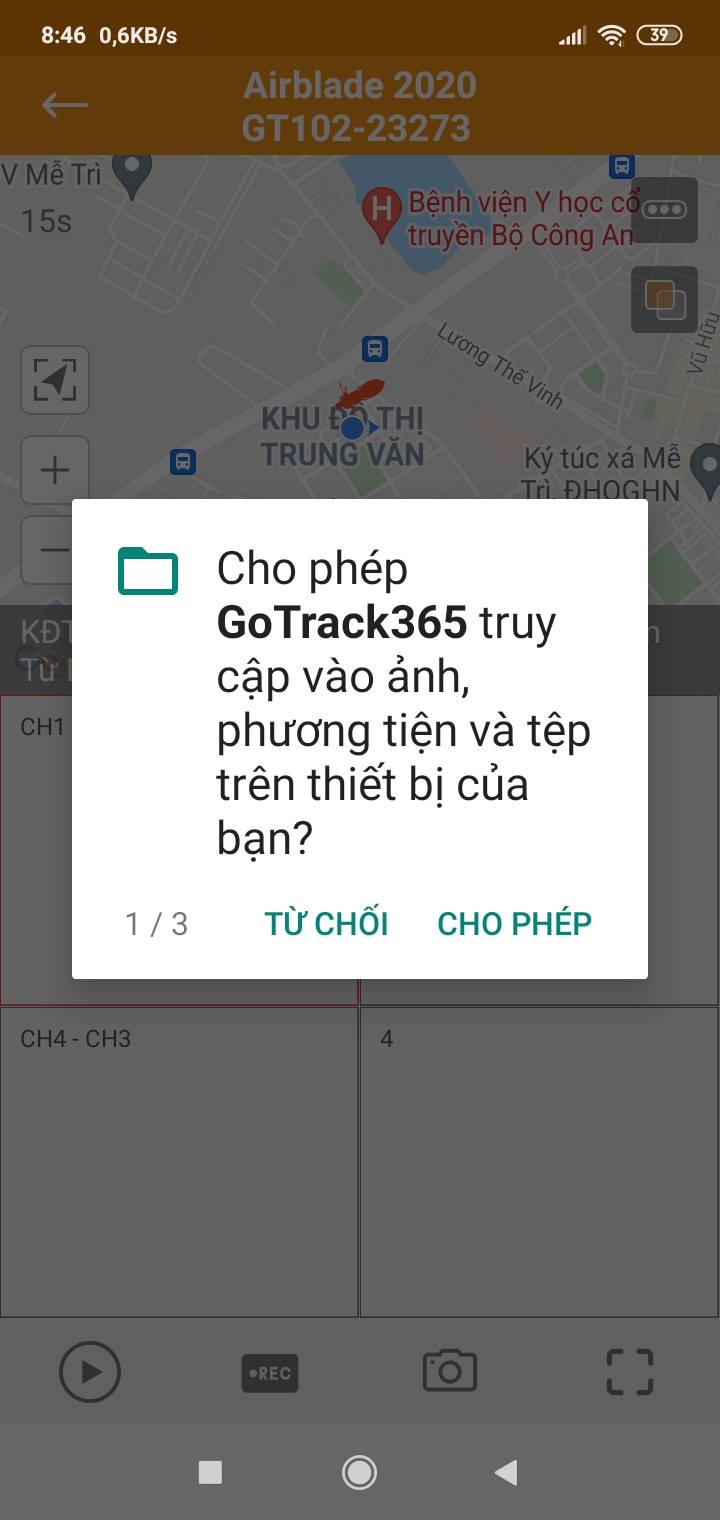 8:46 0,6KB/s
39
Airblade 2020
GT102-23273
V Mễ Trì
15s
H
Bệnh viện Y học cổ
truyền Bộ Công An
Lương Thế Vinh
Vũ Hữu
KHU ĐÔ THỊ
TRUNG VĂN
Ký túc xá Mễ
Trì, ĐHQGHN
KĐT
Từ
Cho phép
GoTrack365 truy
cập vào ảnh,
phương tiện và tệp
trên thiết bị của
bạn?
1 / 3
TỪ CHỐI
CHO PHÉP
CH1
CH4 - CH3
4
REC